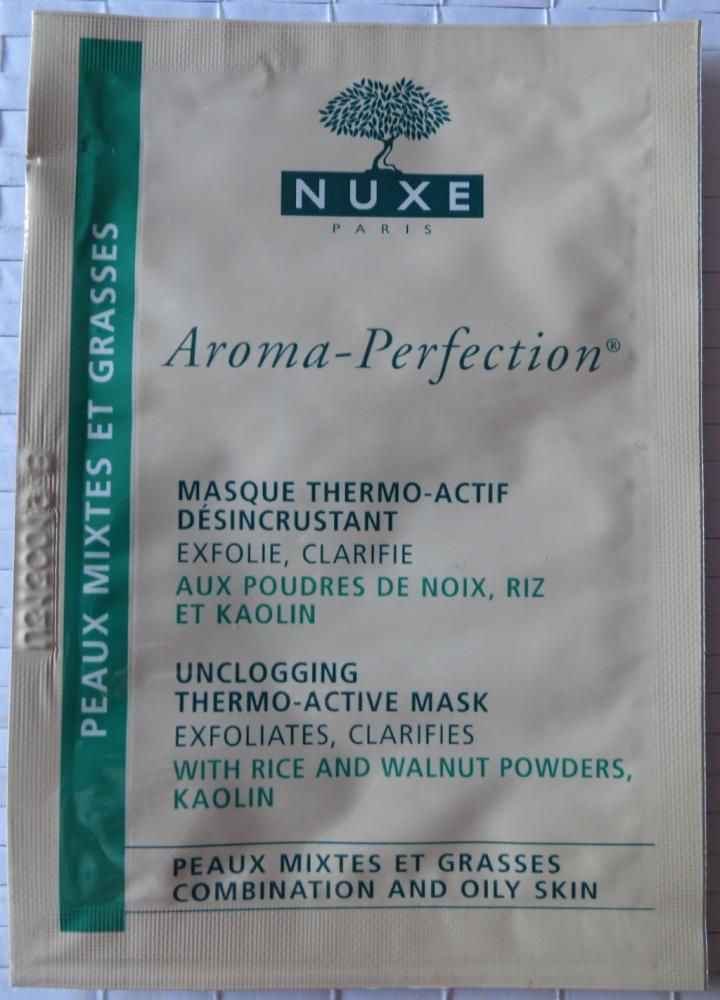 NUXE
PARIS
Aroma-Perfection®
MASQUE THERMO-ACTIF
DÉSINCRUSTANT
EXFOLIE, CLARIFIE
AUX POUDRES DE NOIX, RIZ
ET KAOLIN
UNCLOGGING
THERMO-ACTIVE MASK
EXFOLIATES, CLARIFIES
WITH RICE AND WALNUT POWDERS,
KAOLIN
PEAUX MIXTES ET GRASSES
COMBINATION AND OILY SKIN
PEAUX MIXTES ET GRASSES